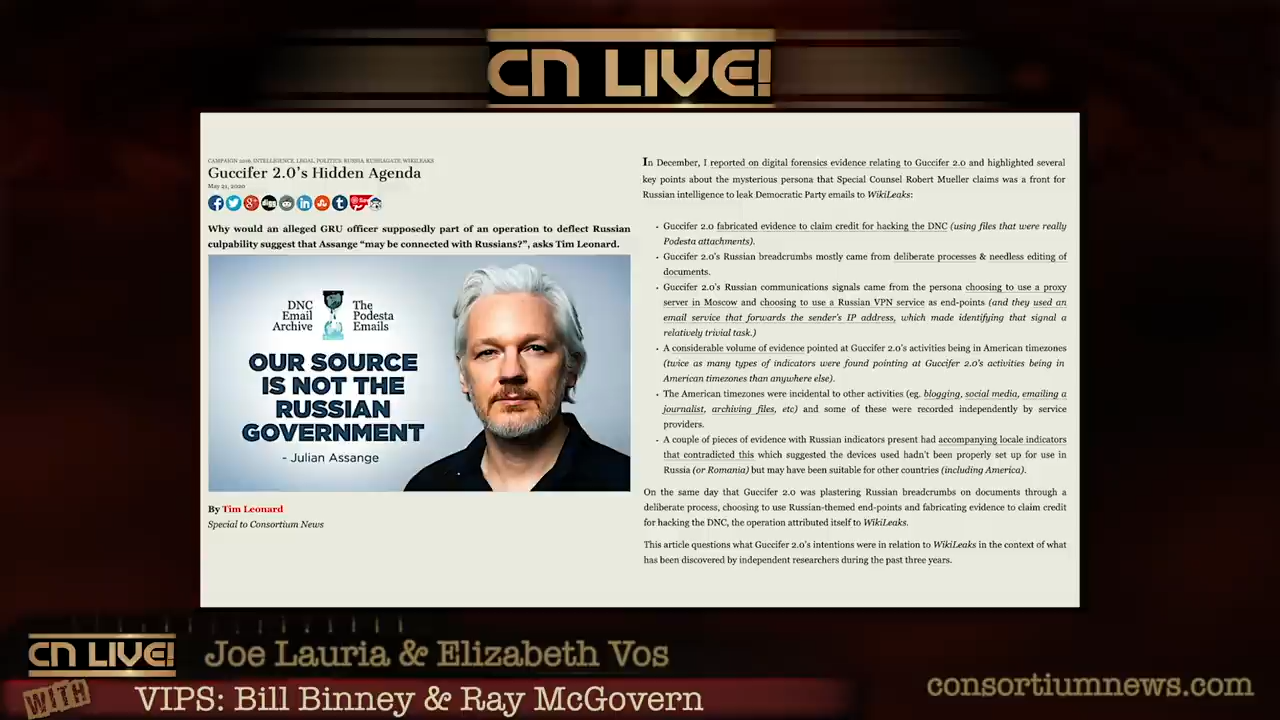 CN LIVE!
CAMPAIGN 2016, INTELLIGENCE, LEGAL, POLITICS, RUSSIA, RUSSIAGATE, WIKILEAKS
Guccifer 2.0's Hidden Agenda
May 21, 2020
digg
Why would an alleged GRU officer supposedly part of an operation to deflect Russian
culpability suggest that Assange “may be connected with Russians?”, asks Tim Leonard.
DNC
Email
Archive
The
Podesta
Emails
OUR SOURCE
IS NOT THE
RUSSIAN
GOVERNMENT
- Julian Assange
By Tim Leonard
Special to Consortium News
In December, I reported on digital forensics evidence relating to Guccifer 2.0 and highlighted several
key points about the mysterious persona that Special Counsel Robert Mueller claims was a front for
Russian intelligence to leak Democratic Party emails to WikiLeaks:
· Guccifer 2.0 fabricated evidence to claim credit for hacking the DNC (using files that were really
Podesta attachments).
· Guccifer 2.0's Russian breadcrumbs mostly came from deliberate processes & needless editing of
documents.
· Guccifer 2.0's Russian communications signals came from the persona choosing to use a proxy
server in Moscow and choosing to use a Russian VPN service as end-points (and they used an
email service that forwards the sender's IP address, which made identifying that signal a
relatively trivial task.)
· A considerable volume of evidence pointed at Guccifer 2.0's activities being in American timezones
(twice as many types of indicators were found pointing at Guccifer 2.0's activities being in
American timezones than anywhere else).
· The American timezones were incidental to other activities (eg. blogging, social media, emailing a
journalist, archiving files, etc) and some of these were recorded independently by service
providers.
· A couple of pieces of evidence with Russian indicators present had accompanying locale indicators
that contradicted this which suggested the devices used hadn't been properly set up for use in
Russia (or Romania) but may have been suitable for other countries (including America).
On the same day that Guccifer 2.0 was plastering Russian breadcrumbs on documents through a
deliberate process, choosing to use Russian-themed end-points and fabricating evidence to claim credit
for hacking the DNC, the operation attributed itself to WikiLeaks.
This article questions what Guccifer 2.0's intentions were in relation to WikiLeaks in the context of what
has been discovered by independent researchers during the past three years.
CN LIVE!
Joe Lauria & Elizabeth Vos
WITH
VIPS: Bill Binney & Ray McGovern
consortiumnews.com